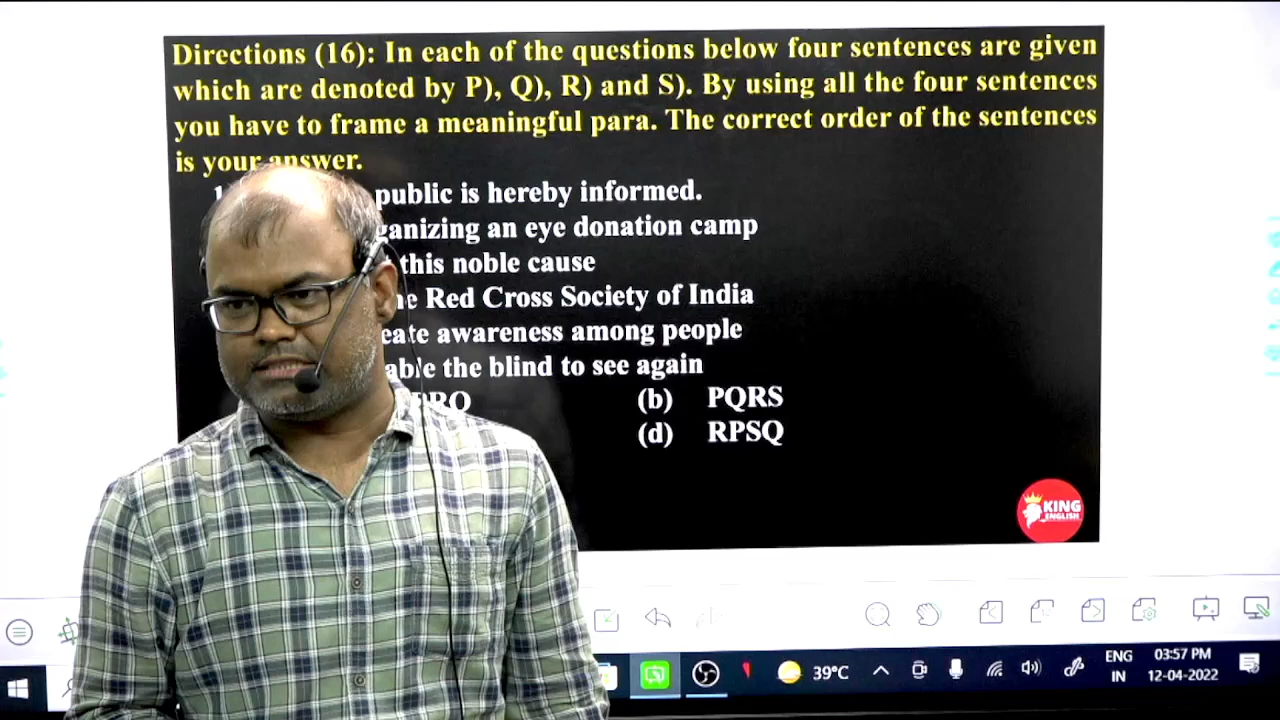 Directions (16): In each of the questions below four sentences are given
which are denoted by P), Q), R) and S). By using all the four sentences
you have to frame a meaningful para. The correct order of the sentences
is your answer.
public is hereby informed.
an eye donation camp
this noble cause
Red Cross Society of India
awareness among people
the blind to see again
(b) PQRS
(d) RPSQ
KING
ENGLISH
39°C
ENG
IN
03:57 PM
12-04-2022